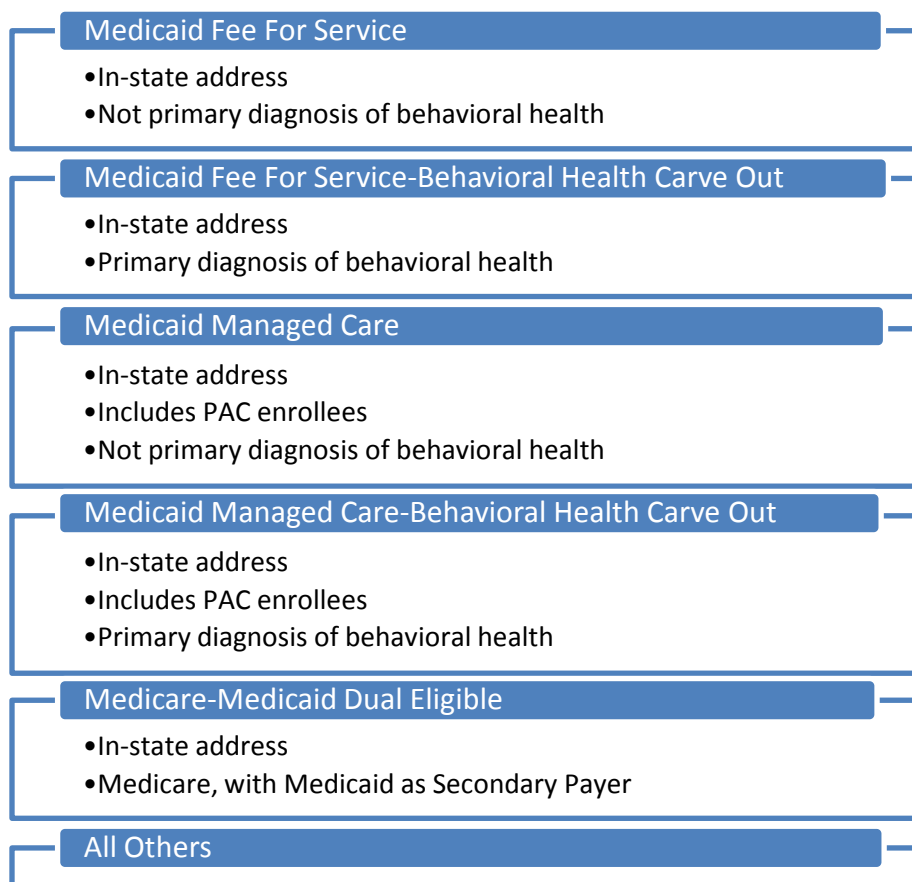 Medicaid Fee For Service
•In-state address
•Not primary diagnosis of behavioral health
Medicaid Fee For Service-Behavioral Health Carve Out
•In-state address
•Primary diagnosis of behavioral health
Medicaid Managed Care
•In-state address
•Includes PAC enrollees
•Not primary diagnosis of behavioral health
Medicaid Managed Care-Behavioral Health Carve Out
•In-state address
•Includes PAC enrollees
•Primary diagnosis of behavioral health
Medicare-Medicaid Dual Eligible
•In-state address
•Medicare, with Medicaid as Secondary Payer
All Others